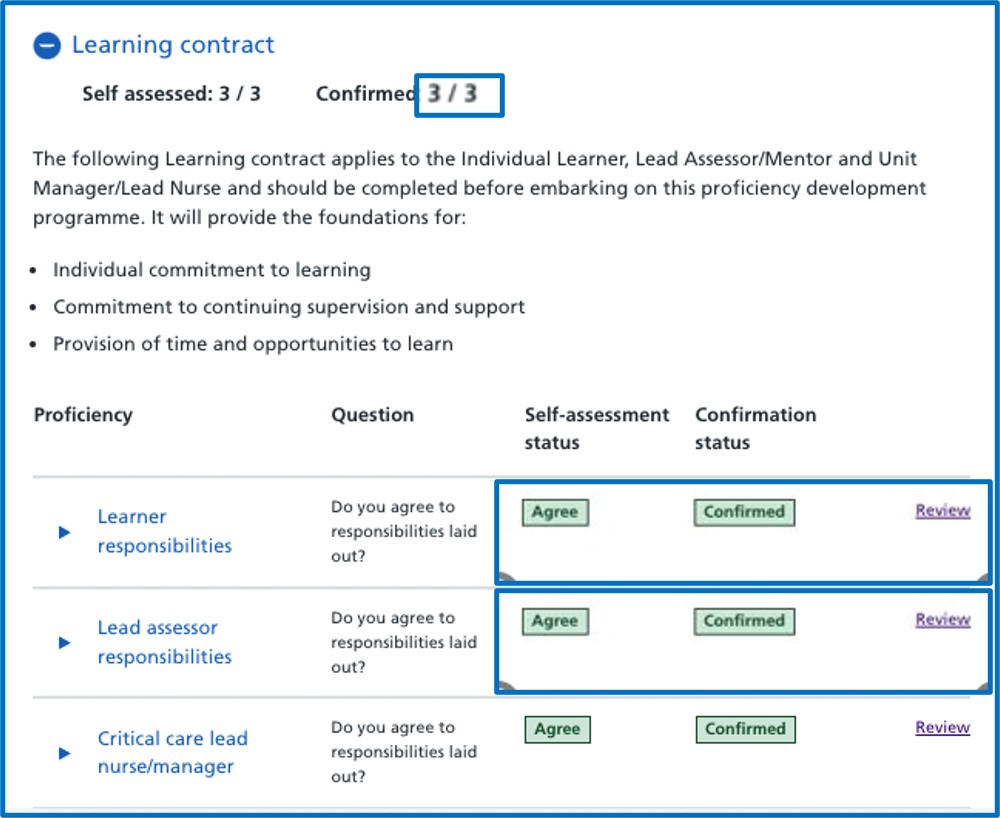 Learning contract
Self assessed: 3 / 3 Confirmed 3 / 3
The following Learning contract applies to the Individual Learner, Lead Assessor/Mentor and Unit
Manager/Lead Nurse and should be completed before embarking on this proficiency development
programme. It will provide the foundations for:
• Individual commitment to learning
• Commitment to continuing supervision and support
• Provision of time and opportunities to learn
Proficiency Question Self-assessment status Confirmation status
Learner responsibilities
Do you agree to
responsibilities laid
out?
Agree Confirmed Review
Lead assessor responsibilities
Do you agree to
responsibilities laid
out?
Agree Confirmed Review
Critical care lead nurse/manager
Do you agree to
responsibilities laid
out?
Agree Confirmed Review